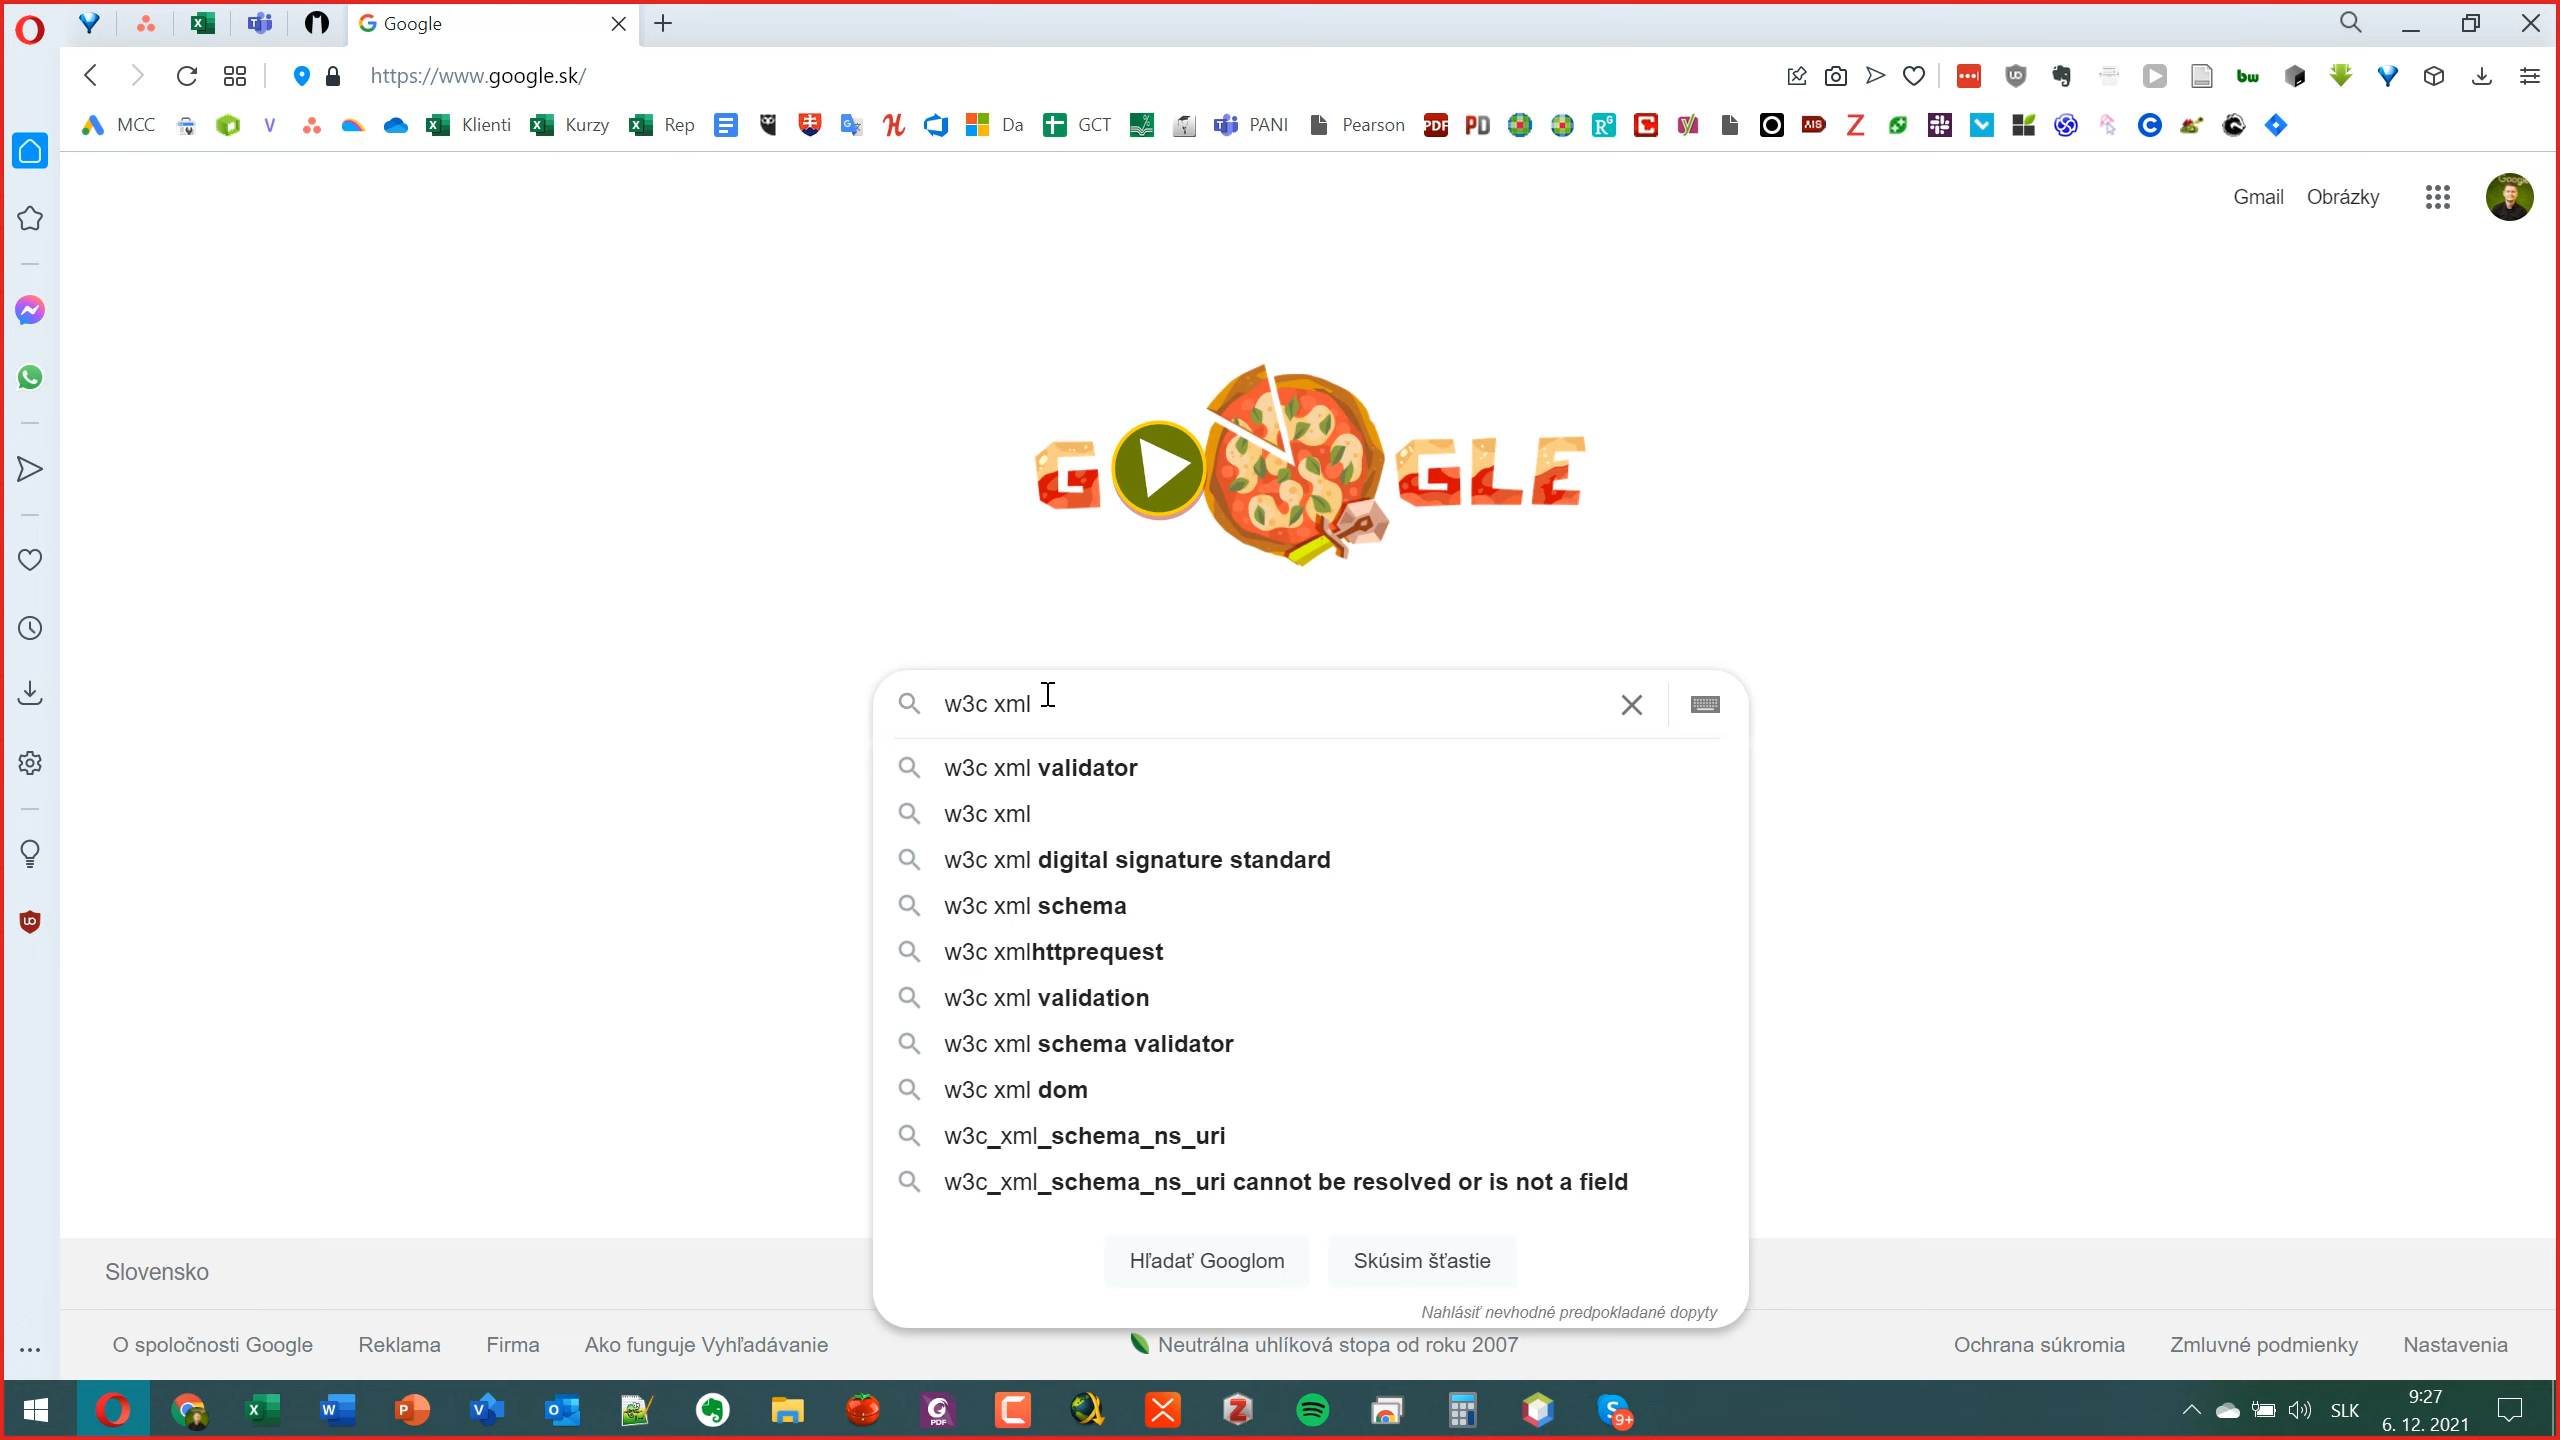 Google
https://www.google.sk/
MCC V Klienti Kurzy Rep Da GCT PANI PDF PD Pearson AIS
Gmail Obrázky
GOOGLE
w3c xml
w3c xml validator
w3c xml
w3c xml digital signature standard
w3c xml schema
w3c xmlhttprequest
w3c xml validation
w3c xml schema validator
w3c xml dom
w3c_xml_schema_ns_uri
w3c_xml_schema_ns_uri cannot be resolved or is not a field
Hľadať Googlom Skúsim šťastie
Nahlásiť nevhodné predpokladané dopyty
Slovensko
O spoločnosti Google Reklama Firma Ako funguje Vyhľadávanie Neutrálna uhlíková stopa od roku 2007 Ochrana súkromia Zmluvné podmienky Nastavenia
SLK 9:27
6. 12. 2021